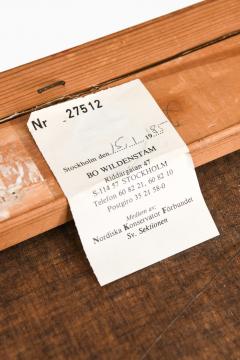 Nr 27512
Stockholm den 15/1 1985
BO WILDENSTAM
Riddargatan 47
S-114 57 STOCKHOLM
Telefon 60 82 21, 60 82 10
Postgiro 35 21 58-0
Medlem av:
Nordiska Konservator Förbundet
Sv. Sektionen